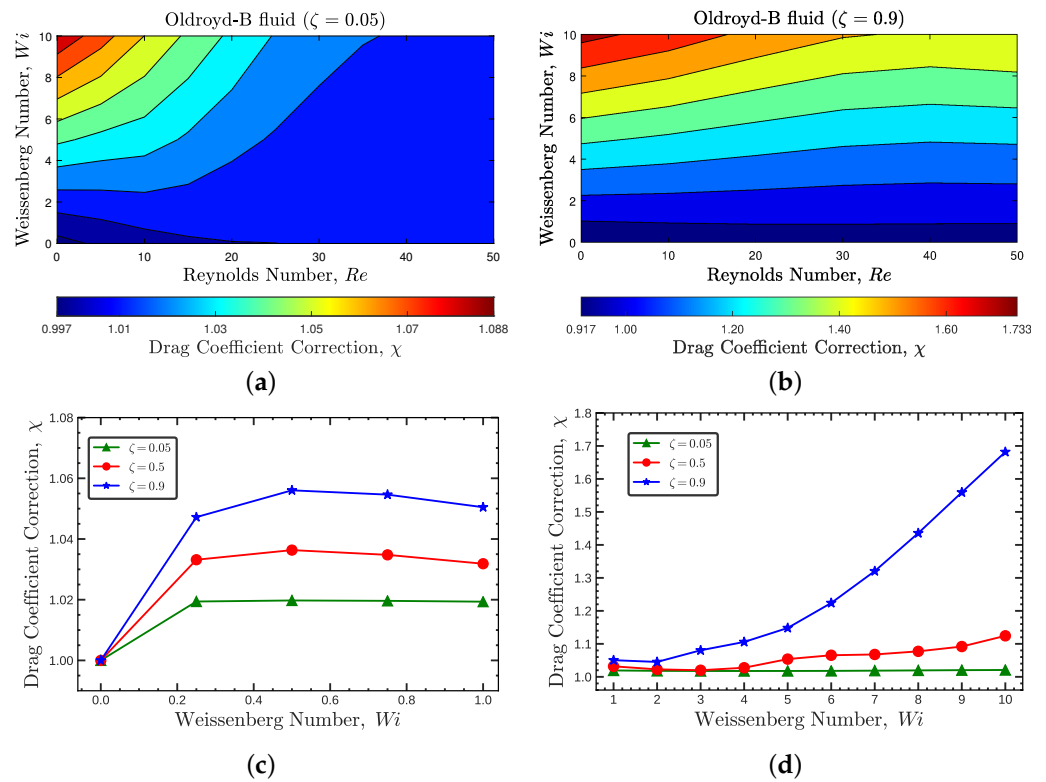 Oldroyd-B fluid (ζ = 0.05)
Weissenberg Number, Wi
10
8
6
4
2
0
0 10 20 30 40 50
Reynolds Number, Re
0.997 1.01 1.03 1.05 1.07 1.088
Drag Coefficient Correction, χ
(a)
Oldroyd-B fluid (ζ = 0.9)
Weissenberg Number, Wi
10
8
6
4
2
0
0 10 20 30 40 50
Reynolds Number, Re
0.917 1.00 1.20 1.40 1.60 1.733
Drag Coefficient Correction, χ
(b)
Drag Coefficient Correction, χ
1.08
1.06
1.04
1.02
1.00
ζ = 0.05
ζ = 0.5
ζ = 0.9
0.0 0.2 0.4 0.6 0.8 1.0
Weissenberg Number, Wi
(c)
Drag Coefficient Correction, χ
1.8
1.7
1.6
1.5
1.4
1.3
1.2
1.1
1.0
ζ = 0.05
ζ = 0.5
ζ = 0.9
1 2 3 4 5 6 7 8 9 10
Weissenberg Number, Wi
(d)